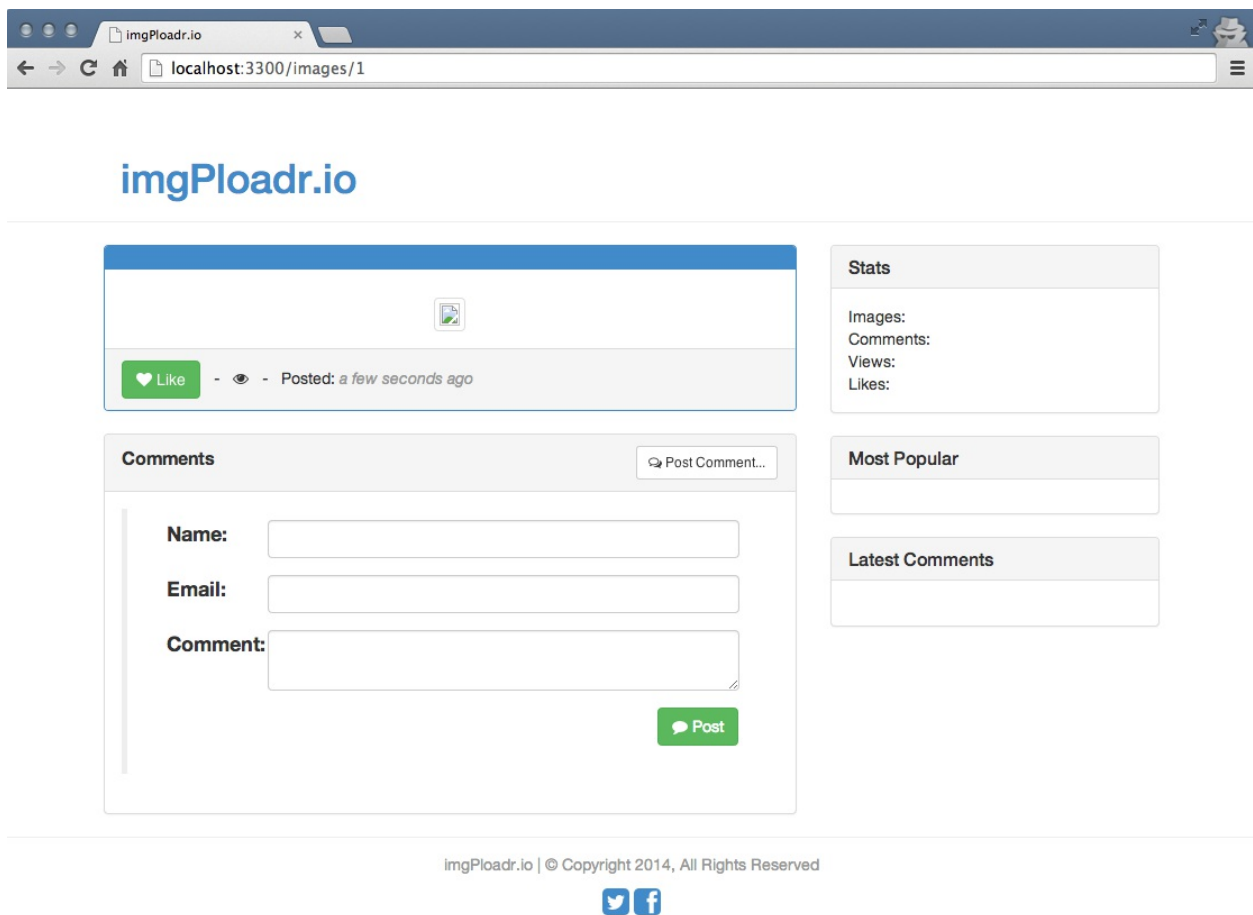 imgPloadr.io
localhost:3300/images/1
imgPloadr.io
Like - - Posted: a few seconds ago
Comments
Post Comment...
Name:
Email:
Comment:
Post
Stats
Images:
Comments:
Views:
Likes:
Most Popular
Latest Comments
imgPloadr.io | © Copyright 2014, All Rights Reserved